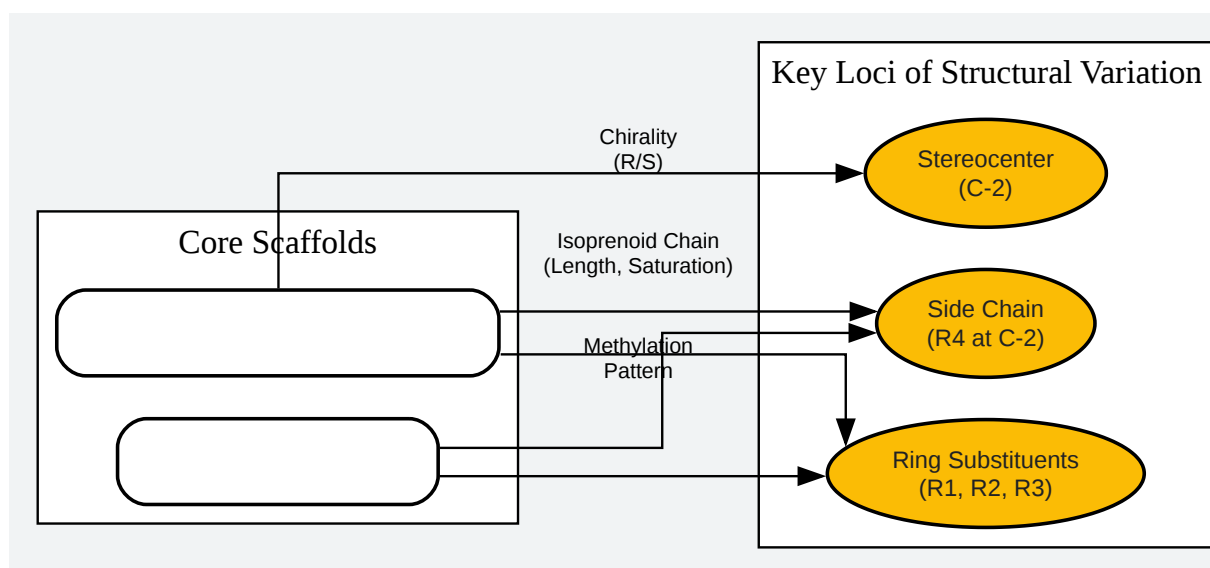 Key Loci of Structural Variation
Chirality
(R/S)
Stereocenter
(C-2)
Core Scaffolds
Isoprenoid Chain
(Length, Saturation)
Side Chain
(R4 at C-2)
Methylation
Pattern
Ring Substituents
(R1, R2, R3)